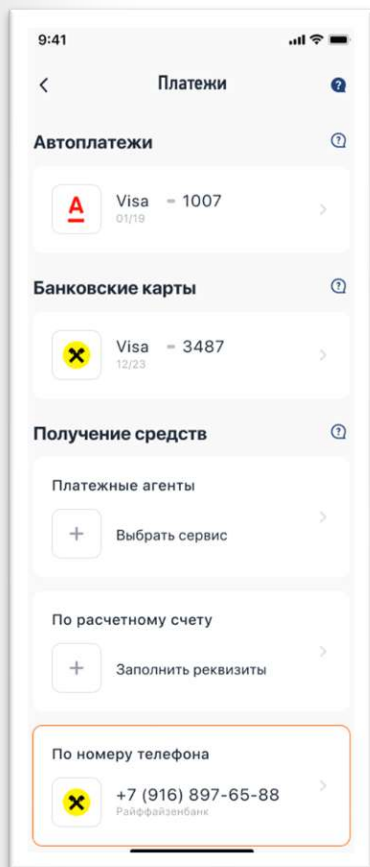 9:41
Платежи
Автоплатежи
А
Visa - 1007
01/19
Банковские карты
Visa - 3487
12/23
Получение средств
Платежные агенты
+ Выбрать сервис
По расчетному счету
+ Заполнить реквизиты
По номеру телефона
+7 (916) 897-65-88
Райффайзенбанк